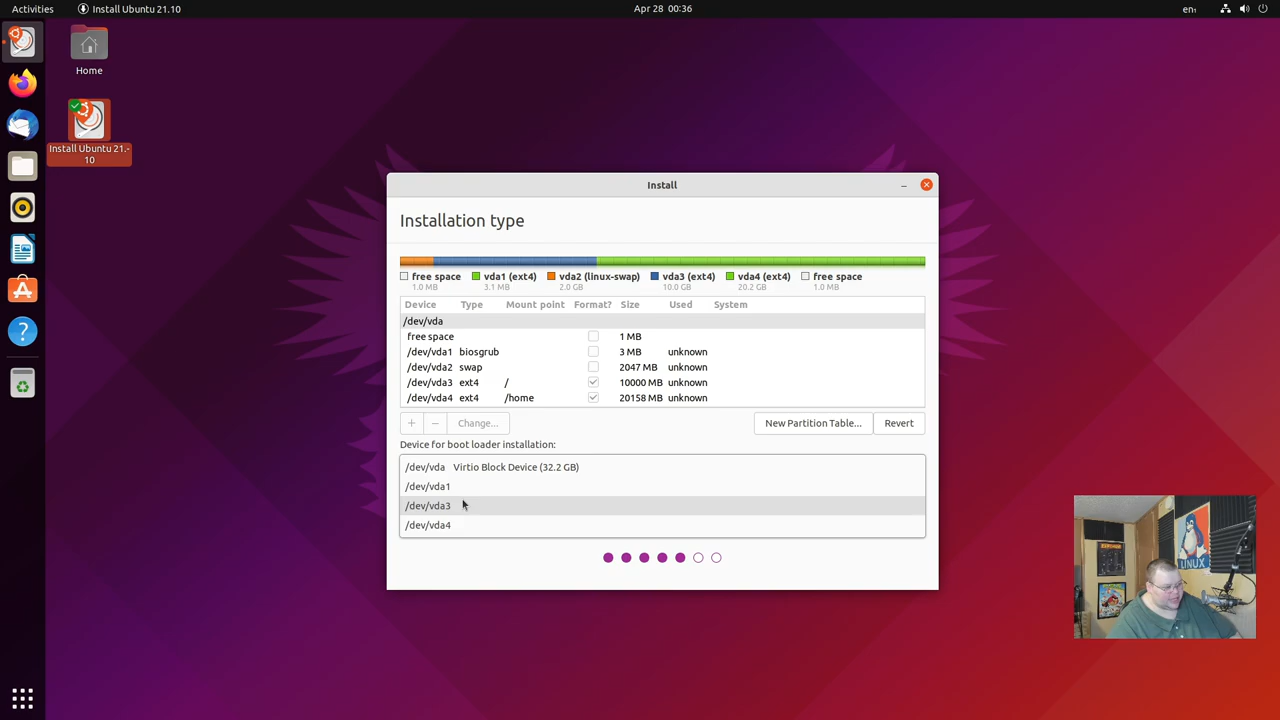 Activities
Install Ubuntu 21.10
Apr 28 00:36
en₁
Home
Install Ubuntu 21.-
10
Install
Installation type
free space
vda1 (ext4)
vda2 (linux-swap)
vda3 (ext4)
vda4 (ext4)
free space
1.0 MB
3.1 MB
2.0 GB
10.0 GB
20.2 GB
1.0 MB
Device Type Mount point Format? Size Used System
/dev/vda
free space 1 MB
/dev/vda1 biosgrub 3 MB unknown
/dev/vda2 swap 2047 MB unknown
/dev/vda3 ext4 / 10000 MB unknown
/dev/vda4 ext4 /home 20158 MB unknown
+ − Change... New Partition Table... Revert
Device for boot loader installation:
/dev/vda Virtio Block Device (32.2 GB)
/dev/vda1
/dev/vda3
/dev/vda4
LINUX